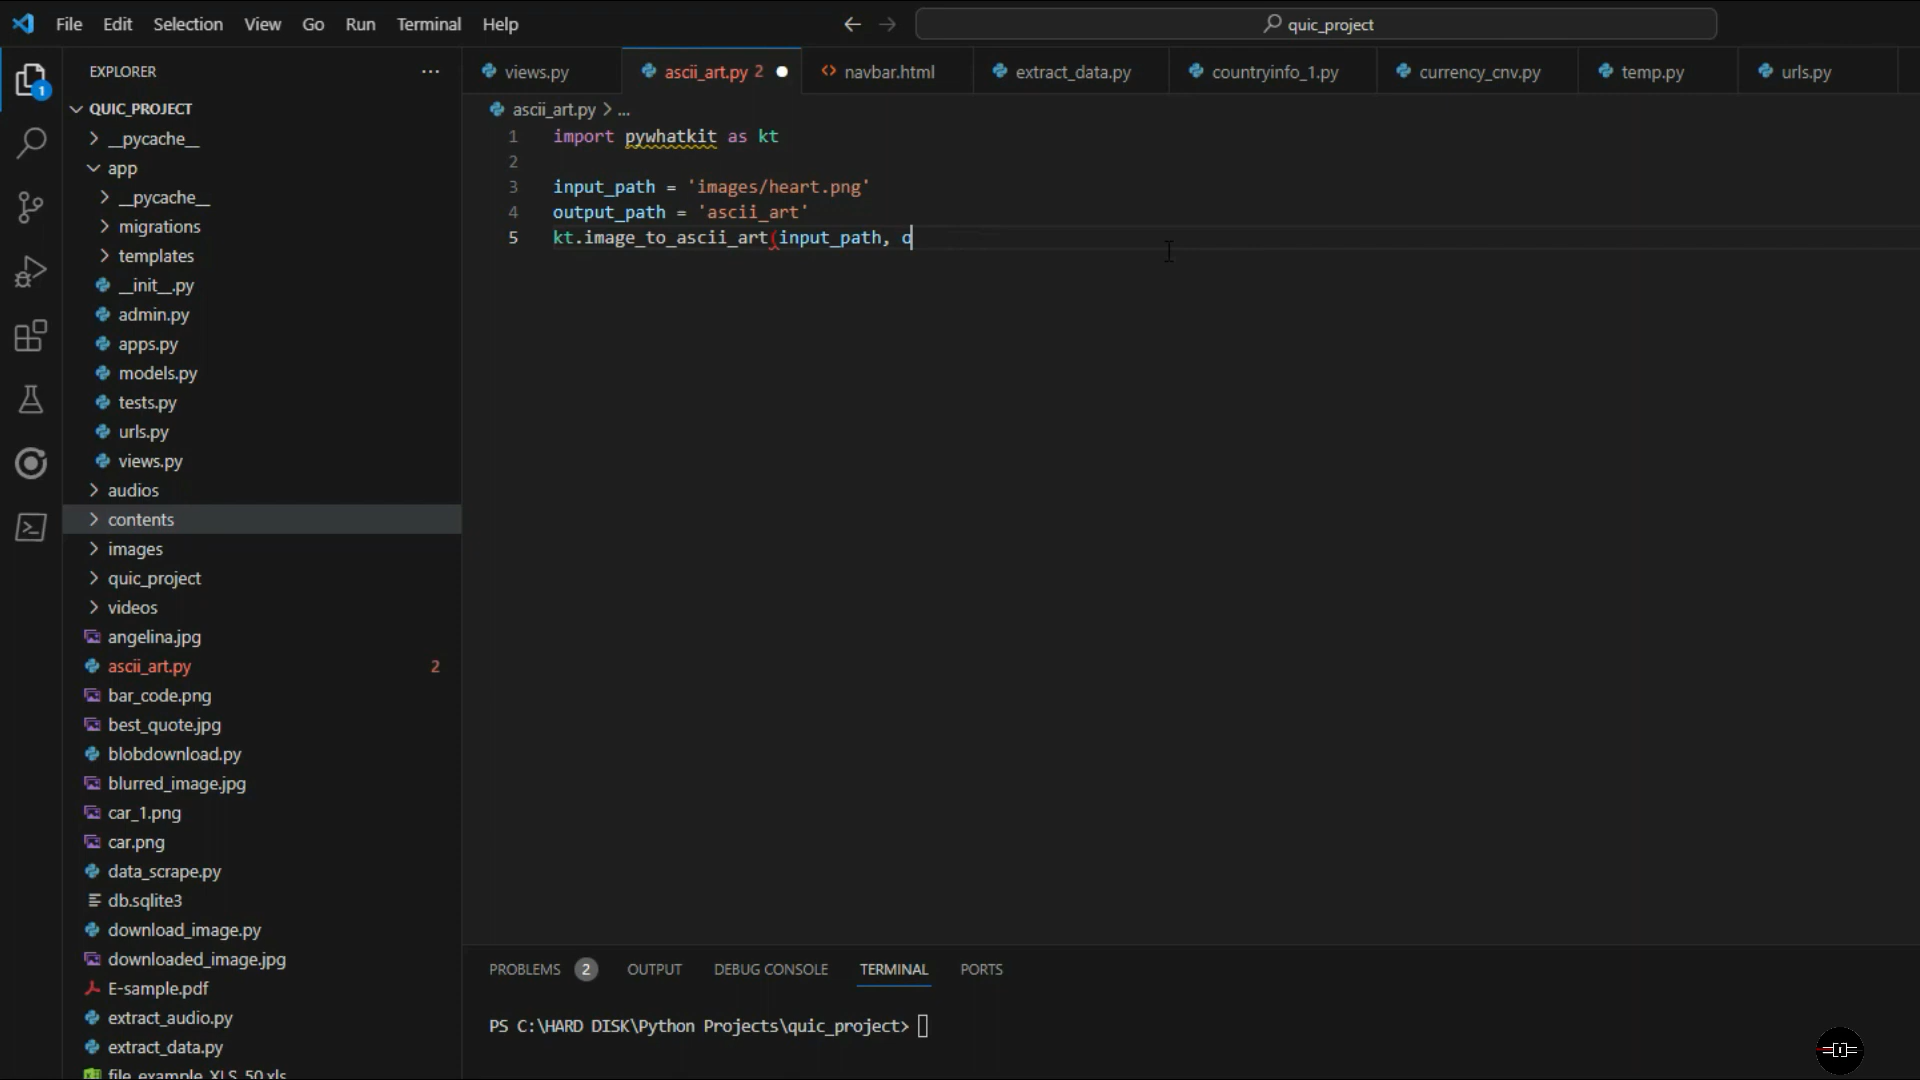 File Edit Selection View Go Run Terminal Help
quic_project
EXPLORER
views.py
ascii_art.py 2
navbar.html
extract_data.py
countryinfo_1.py
currency_cnv.py
temp.py
urls.py
1
QUIC_PROJECT
__pycache__
app
__pycache__
migrations
templates
__init__.py
admin.py
apps.py
models.py
tests.py
urls.py
views.py
audios
contents
images
quic_project
videos
angelina.jpg
ascii_art.py 2
bar_code.png
best_quote.jpg
blobdownload.py
blurred_image.jpg
car_1.png
car.png
data_scrape.py
db.sqlite3
download_image.py
downloaded_image.jpg
E-sample.pdf
extract_audio.py
extract_data.py
file_example_XLS_50.xls
ascii_art.py > ...
1 import pywhatkit as kt
2
3 input_path = 'images/heart.png'
4 output_path = 'ascii_art'
5 kt.image_to_ascii_art(input_path, o
PROBLEMS 2 OUTPUT DEBUG CONSOLE TERMINAL PORTS
PS C:\HARD DISK\Python Projects\quic_project>